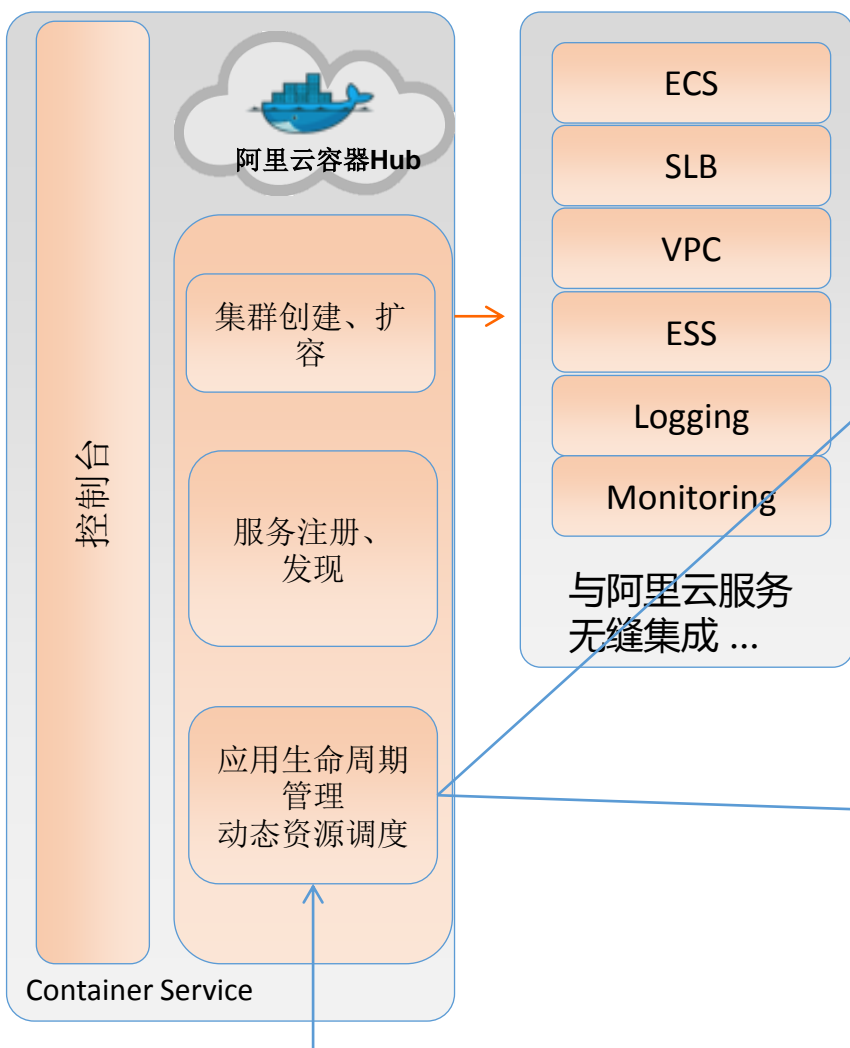 阿里云容器Hub
控制台
集群创建、扩
容
服务注册、
发现
应用生命周期
管理
动态资源调度
Container Service
ECS
SLB
VPC
ESS
Logging
Monitoring
与阿里云服务
无缝集成 ...